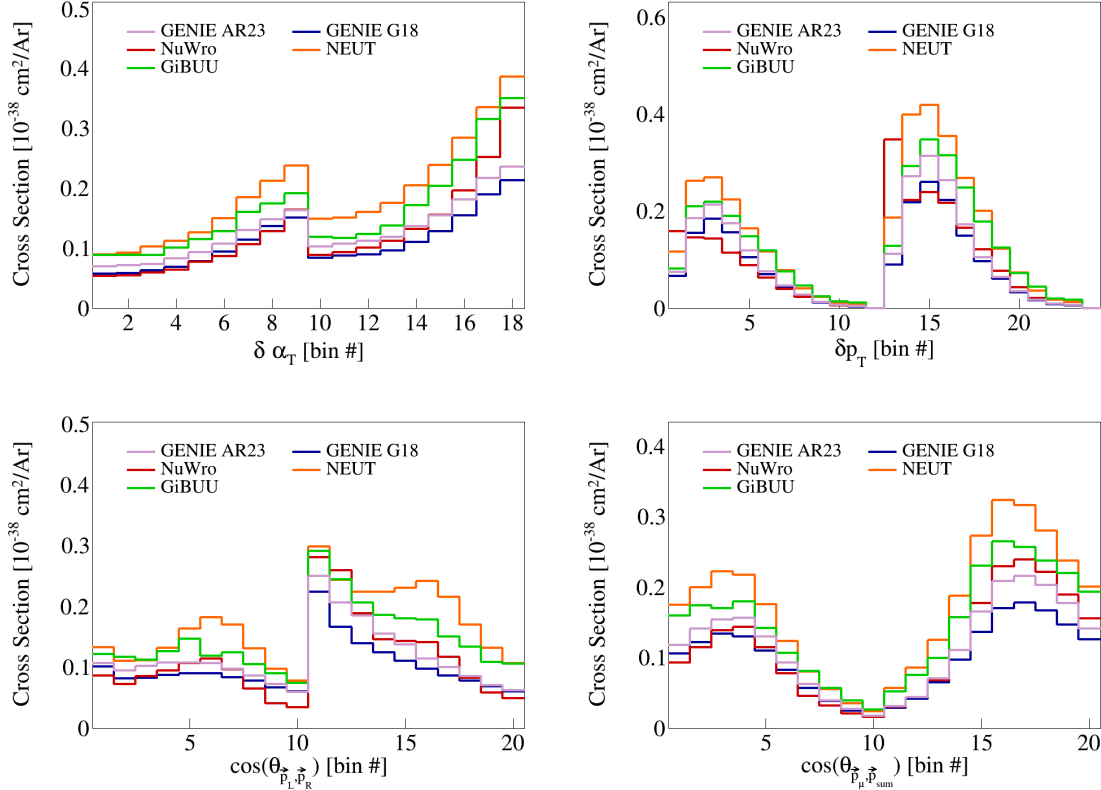 Cross Section [10⁻³⁸ cm²/Ar]
0.5
0.4
0.3
0.2
0.1
0
GENIE AR23 GENIE G18
NuWro NEUT
GiBUU
2 4 6 8 10 12 14 16 18
δ α_T [bin #]
Cross Section [10⁻³⁸ cm²/Ar]
0.6
0.4
0.2
0
GENIE AR23 GENIE G18
NuWro NEUT
GiBUU
5 10 15 20
δp_T [bin #]
Cross Section [10⁻³⁸ cm²/Ar]
0.5
0.4
0.3
0.2
0.1
0
GENIE AR23 GENIE G18
NuWro NEUT
GiBUU
5 10 15 20
cos(θ_{p⃗_L,p⃗_R}) [bin #]
Cross Section [10⁻³⁸ cm²/Ar]
0.4
0.3
0.2
0.1
0
GENIE AR23 GENIE G18
NuWro NEUT
GiBUU
5 10 15 20
cos(θ_{p⃗_μ,p⃗_sum}) [bin #]